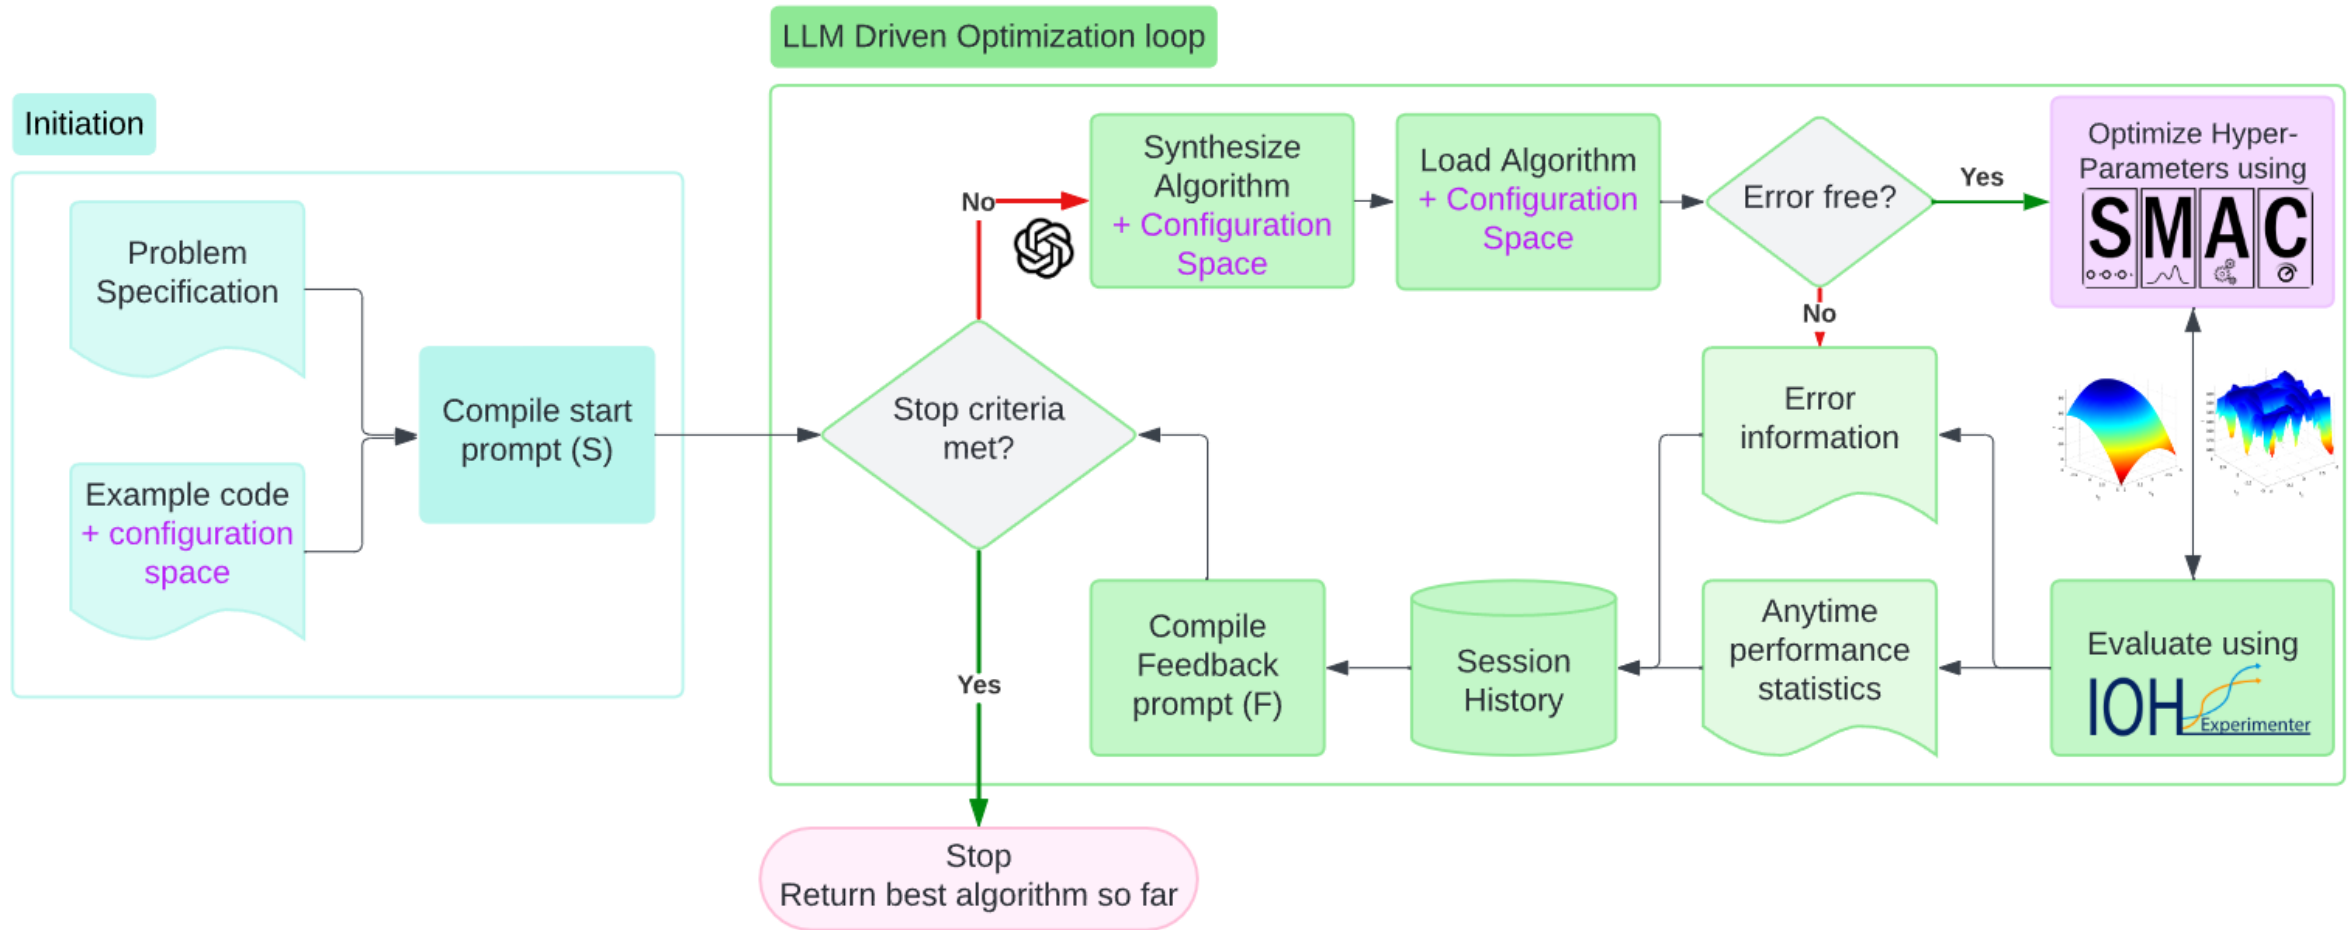 LLM Driven Optimization loop
Initiation
Problem
Specification
Example code
+ configuration
space
Compile start
prompt (S)
Stop criteria
met?
No
Yes
Stop
Return best algorithm so far
Synthesize
Algorithm
+ Configuration
Space
Load Algorithm
+ Configuration
Space
Error free?
Yes
No
Optimize Hyper-
Parameters using
SMAC
Error
information
Evaluate using
IOH
Experimenter
Anytime
performance
statistics
Session
History
Compile
Feedback
prompt (F)